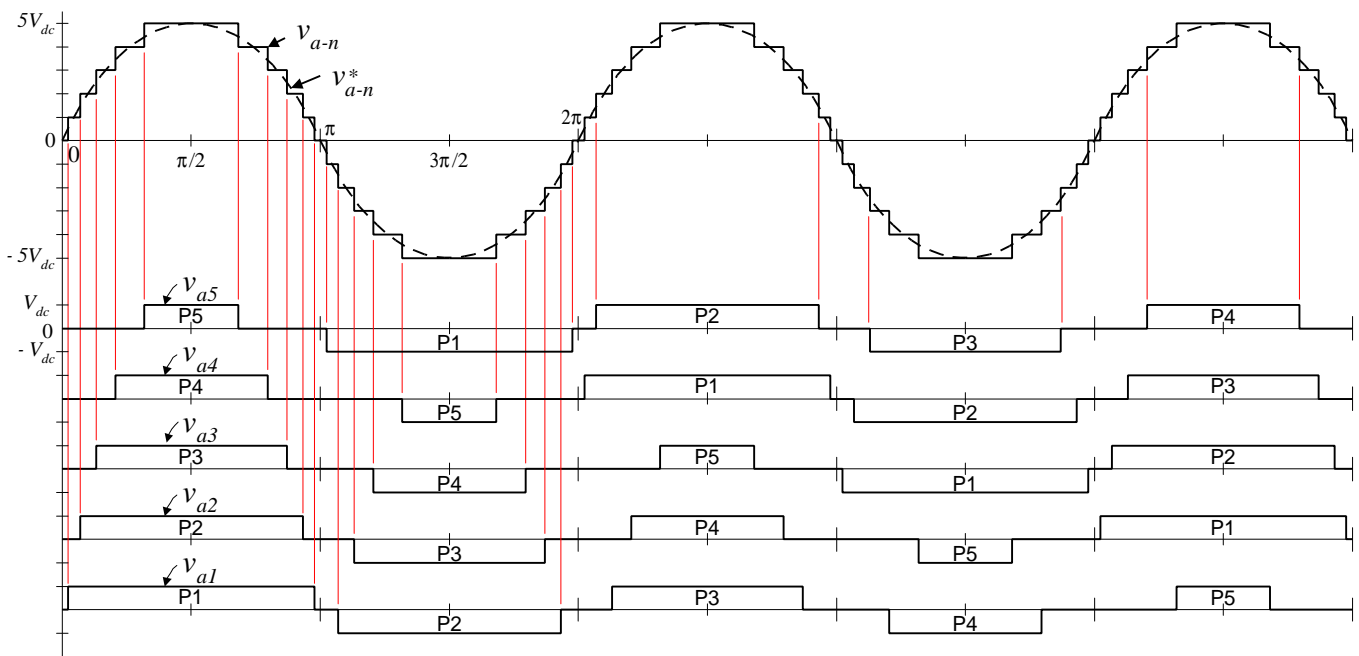 5V_dc
v_a-n
v*_a-n
0
0
π/2
π
3π/2
2π
- 5V_dc
V_dc
0
- V_dc
v_a5
P5
P1
P2
P3
P4
v_a4
P4
P5
P1
P2
P3
v_a3
P3
P4
P5
P1
P2
v_a2
P2
P3
P4
P5
P1
v_a1
P1
P2
P3
P4
P5